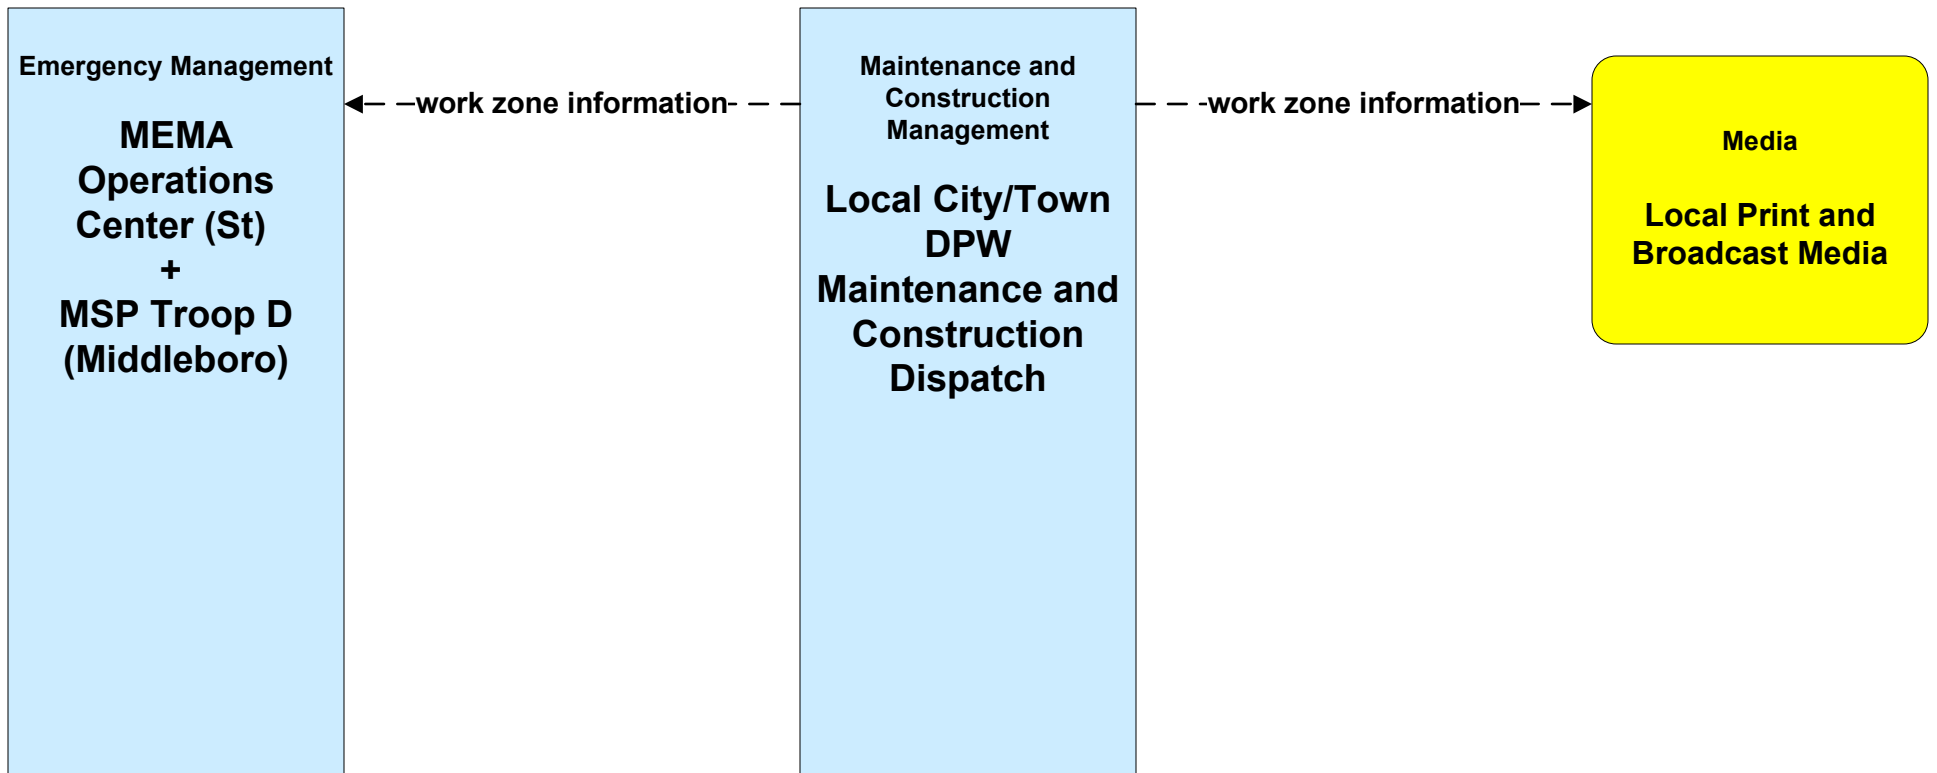 Emergency Management
MEMA
Operations
Center (St)
+
MSP Troop D
(Middleboro)
work zone information
Maintenance and
Construction
Management
Local City/Town
DPW
Maintenance and
Construction
Dispatch
work zone information
Media
Local Print and
Broadcast Media